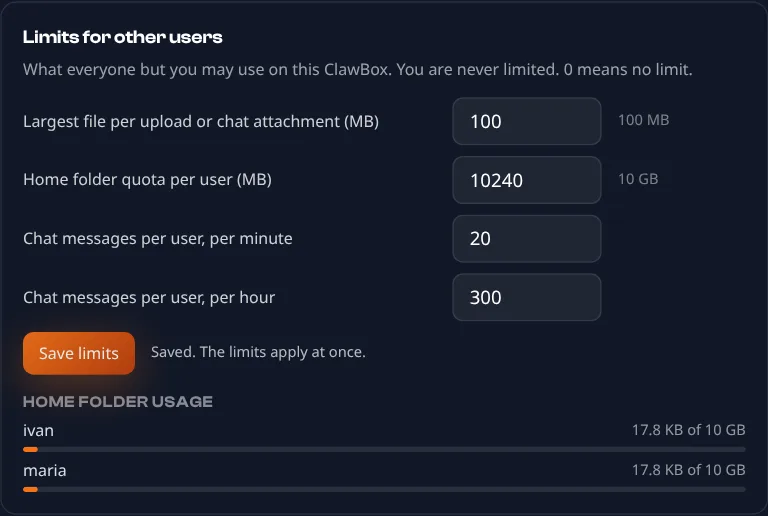 Limits for other users
What everyone but you may use on this ClawBox. You are never limited. 0 means no limit.
Largest file per upload or chat attachment (MB) 100 100 MB
Home folder quota per user (MB) 10240 10 GB
Chat messages per user, per minute 20
Chat messages per user, per hour 300
Save limits Saved. The limits apply at once.
HOME FOLDER USAGE
ivan 17.8 KB of 10 GB
maria 17.8 KB of 10 GB